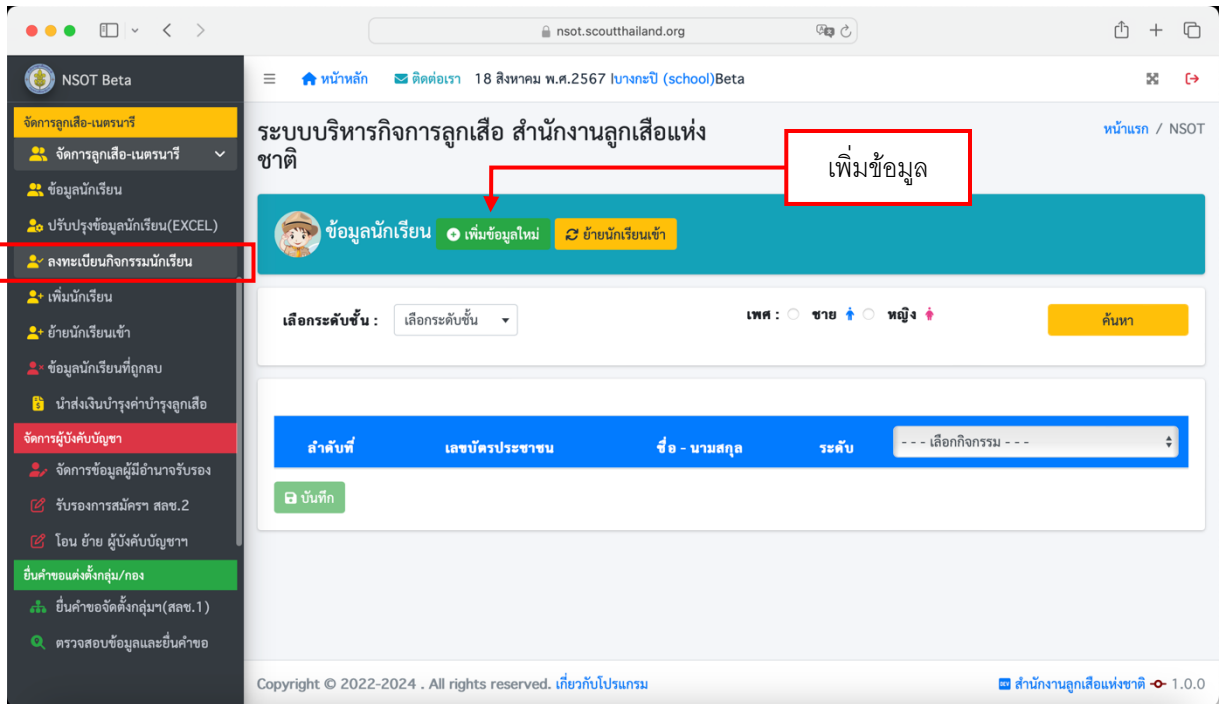 nsot.scoutthailand.org
NSOT Beta
หน้าหลัก ติดต่อเรา 18 สิงหาคม พ.ศ.2567 |บางกะปิ (school)Beta
จัดการลูกเสือ-เนตรนารี
จัดการลูกเสือ-เนตรนารี
ข้อมูลนักเรียน
ปรับปรุงข้อมูลนักเรียน(EXCEL)
ลงทะเบียนกิจกรรมนักเรียน
เพิ่มนักเรียน
ย้ายนักเรียนเข้า
ข้อมูลนักเรียนที่ถูกลบ
นำส่งเงินบำรุงค่าบำรุงลูกเสือ
จัดการผู้บังคับบัญชา
จัดการข้อมูลผู้มีอำนาจรับรอง
รับรองการสมัครฯ สลช.2
โอน ย้าย ผู้บังคับบัญชาฯ
ยื่นคำขอแต่งตั้งกลุ่ม/กอง
ยื่นคำขอจัดตั้งกลุ่มฯ(สลช.1)
ตรวจสอบข้อมูลและยื่นคำขอ
ระบบบริหารกิจการลูกเสือ สำนักงานลูกเสือแห่ง
ชาติ
หน้าแรก / NSOT
เพิ่มข้อมูล
ข้อมูลนักเรียน เพิ่มข้อมูลใหม่ ย้ายนักเรียนเข้า
เลือกระดับชั้น : เลือกระดับชั้น เพศ : ชาย หญิง ค้นหา
ลำดับที่ เลขบัตรประชาชน ชื่อ - นามสกุล ระดับ - - - เลือกกิจกรรม - - -
บันทึก
Copyright © 2022-2024 . All rights reserved. เกี่ยวกับโปรแกรม
สำนักงานลูกเสือแห่งชาติ 1.0.0